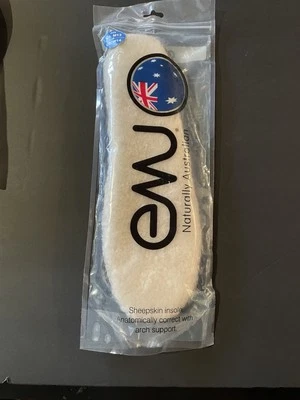 emu
Naturally Australian
Sheepskin insole
anatomically correct with
arch support